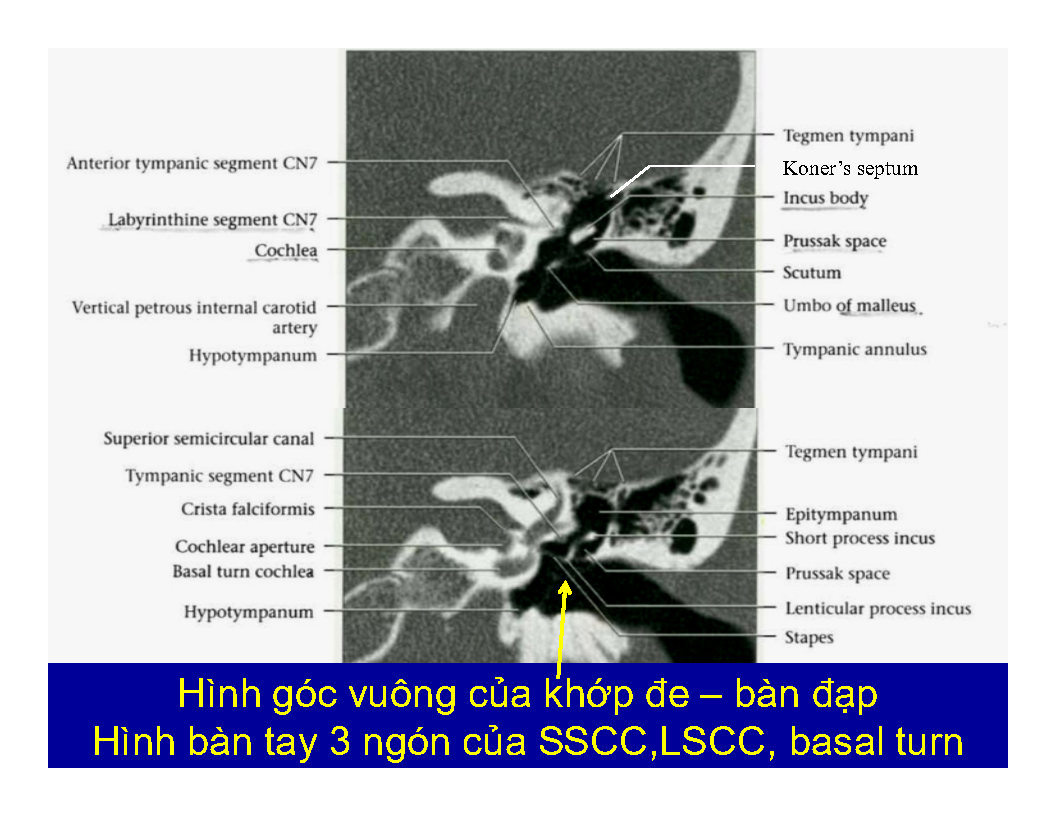 Anterior tympanic segment CN7
Labyrinthine segment CN7
Cochlea
Vertical petrous internal carotid
artery
Hypotympanum
Tegmen tympani
Koner's septum
Incus body
Prussak space
Scutum
Umbo of malleus
Tympanic annulus
Superior semicircular canal
Tympanic segment CN7
Crista falciformis
Cochlear aperture
Basal turn cochlea
Hypotympanum
Tegmen tympani
Epitympanum
Short process incus
Prussak space
Lenticular process incus
Stapes
Hình góc vuông của khớp đe – bàn đạp
Hình bàn tay 3 ngón của SSCC,LSCC, basal turn